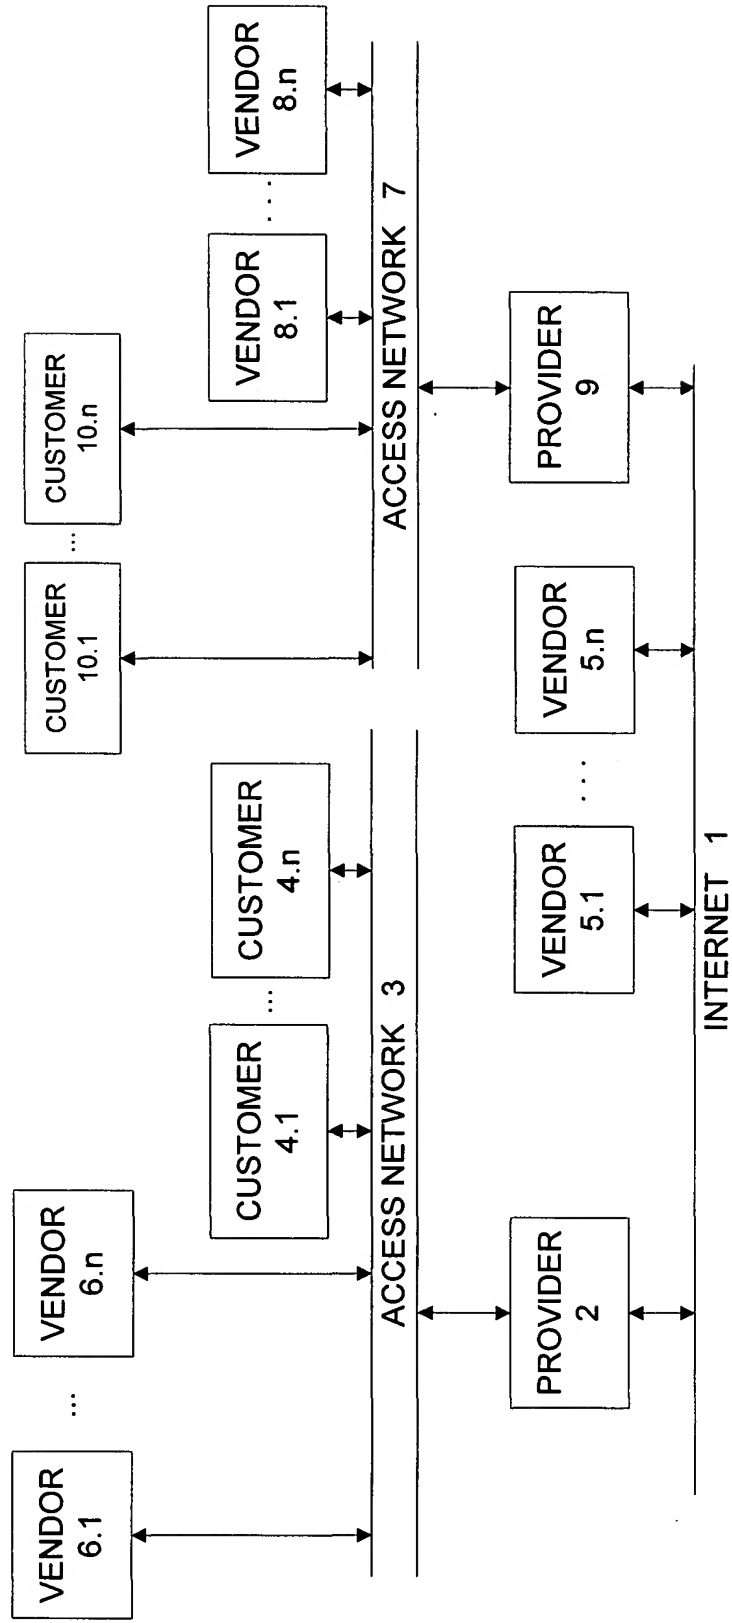 VENDOR
6.1
...
VENDOR
6.n
CUSTOMER
10.1
...
CUSTOMER
10.n
CUSTOMER
4.1
...
CUSTOMER
4.n
VENDOR
8.1
. . .
VENDOR
8.n
ACCESS NETWORK 3
ACCESS NETWORK 7
PROVIDER
2
VENDOR
5.1
. . .
VENDOR
5.n
PROVIDER
9
INTERNET 1